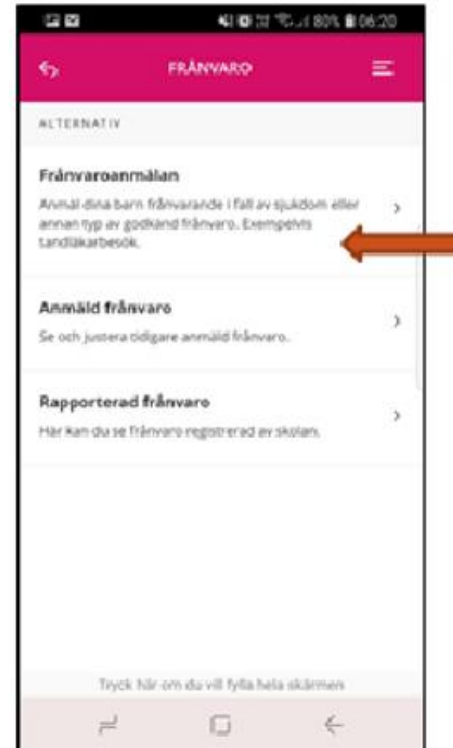 80% 06:20
FRÅNVARO
ALTERNATIV
Frånvaroanmälan
Anmäl dina barn frånvarande i fall av sjukdom eller
annan typ av godkänd frånvaro. Exempelvis
tandläkarbesök.
Anmäld frånvaro
Se och justera tidigare anmäld frånvaro.
Rapporterad frånvaro
Här kan du se frånvaro registrerad av skolan.
Tryck här om du vill fylla hela skärmen